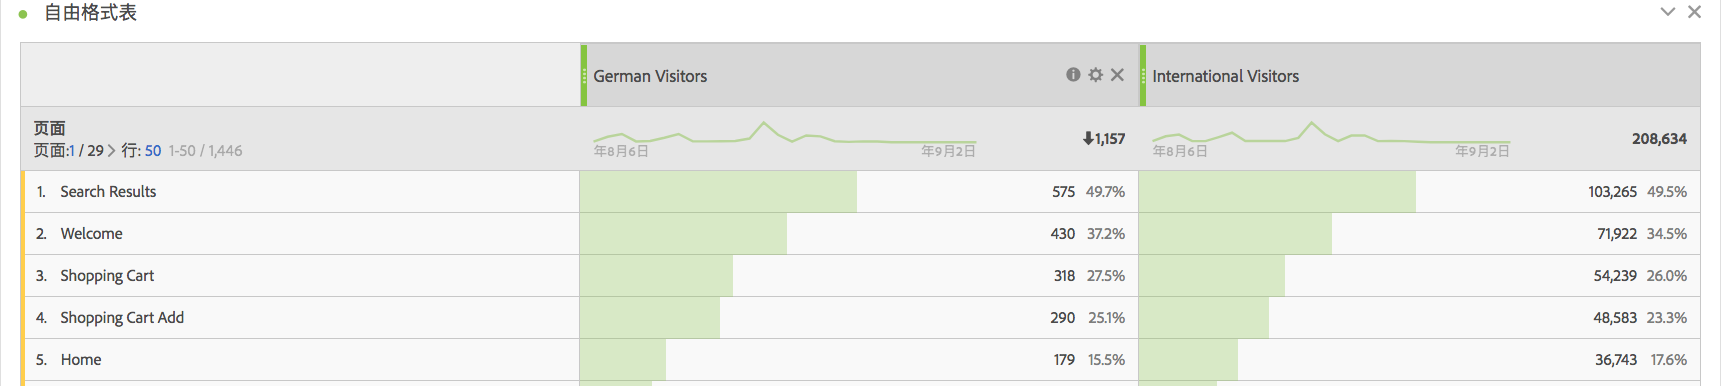 自由格式表
German Visitors International Visitors
页面
页面:1 / 29 > 行: 50 1-50 / 1,446
年8月6日 年9月2日 1,157 年8月6日 年9月2日 208,634
1. Search Results 575 49.7% 103,265 49.5%
2. Welcome 430 37.2% 71,922 34.5%
3. Shopping Cart 318 27.5% 54,239 26.0%
4. Shopping Cart Add 290 25.1% 48,583 23.3%
5. Home 179 15.5% 36,743 17.6%